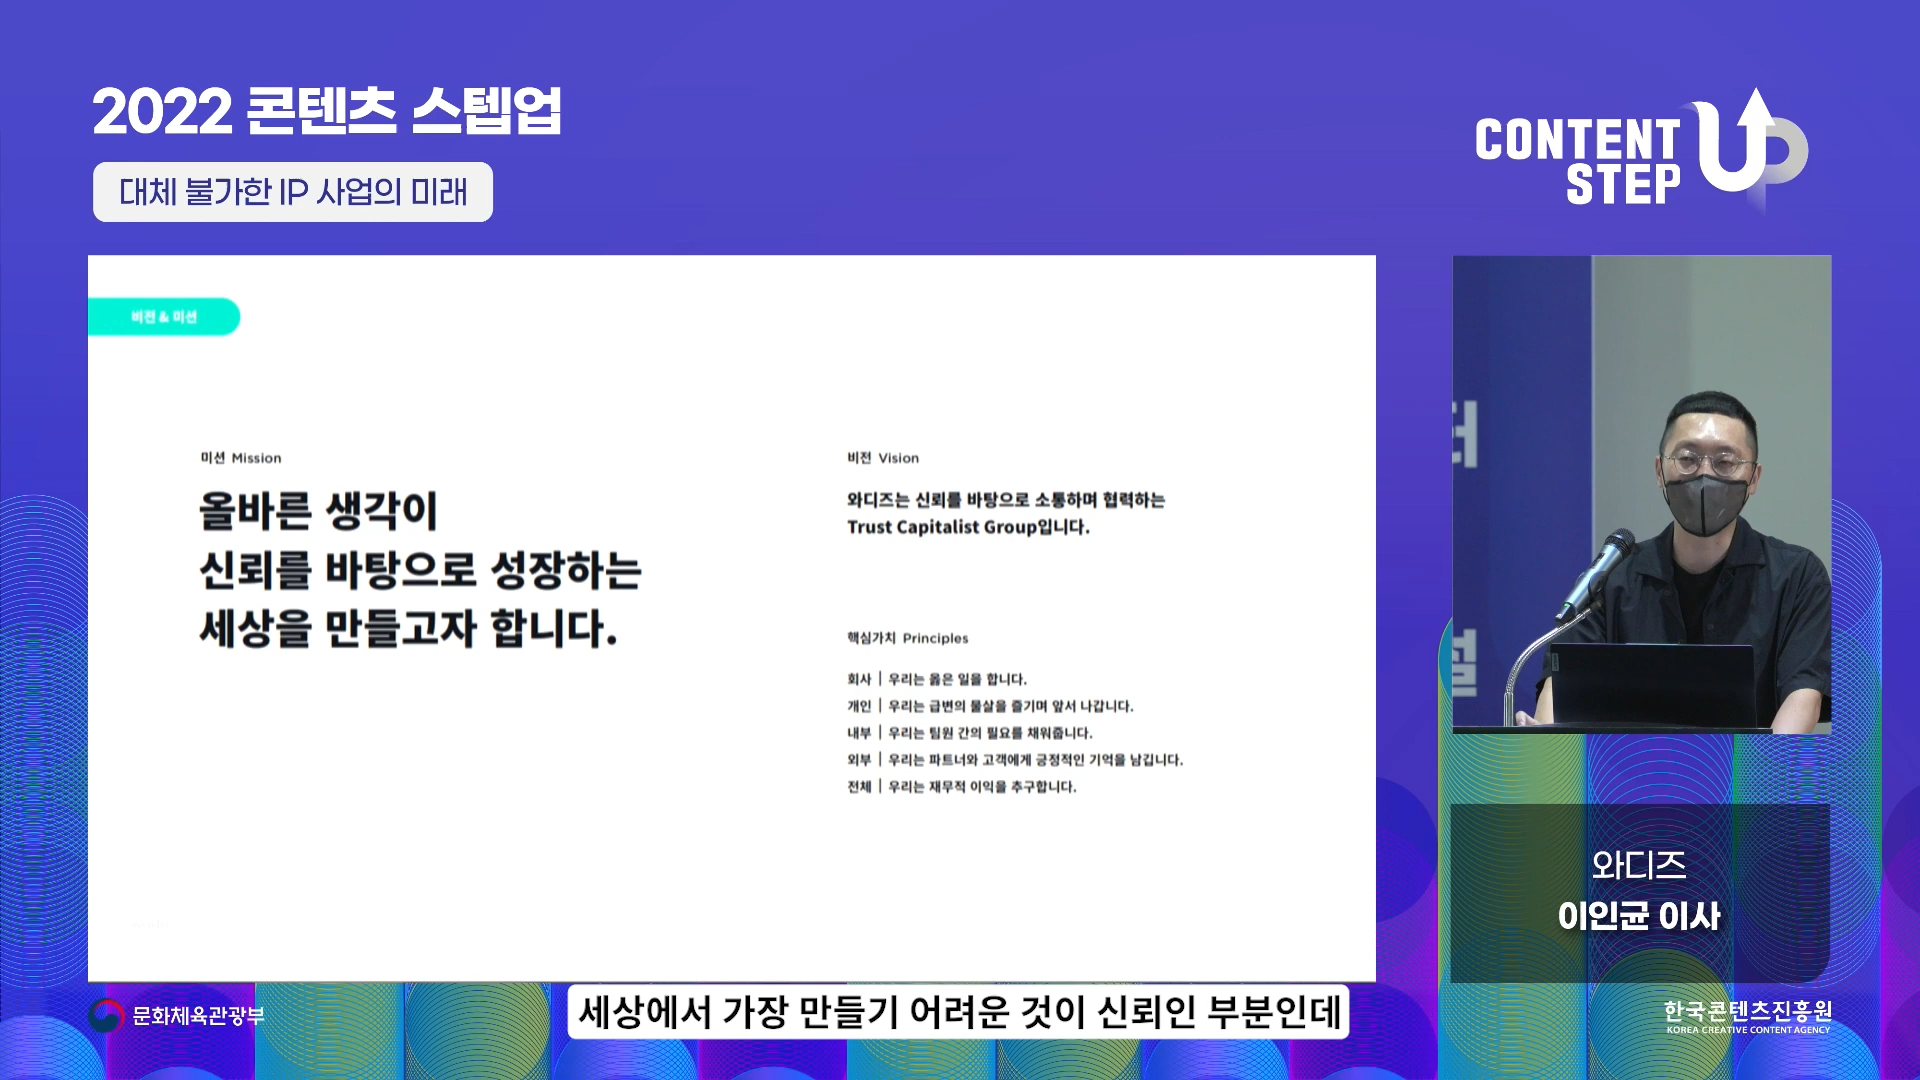 2022 콘텐츠 스텝업
대체 불가한 IP 사업의 미래
CONTENT
STEP
UP
비전 & 미션
미션 Mission
올바른 생각이
신뢰를 바탕으로 성장하는
세상을 만들고자 합니다.
비전 Vision
와디즈는 신뢰를 바탕으로 소통하며 협력하는
Trust Capitalist Group입니다.
핵심가치 Principles
회사 | 우리는 옳은 일을 합니다.
개인 | 우리는 급변의 물살을 즐기며 앞서 나갑니다.
내부 | 우리는 팀원 간의 필요를 채워줍니다.
외부 | 우리는 파트너와 고객에게 긍정적인 기억을 남깁니다.
전체 | 우리는 재무적 이익을 추구합니다.
와디즈
이인균 이사
문화체육관광부
세상에서 가장 만들기 어려운 것이 신뢰인 부분인데
한국콘텐츠진흥원
KOREA CREATIVE CONTENT AGENCY